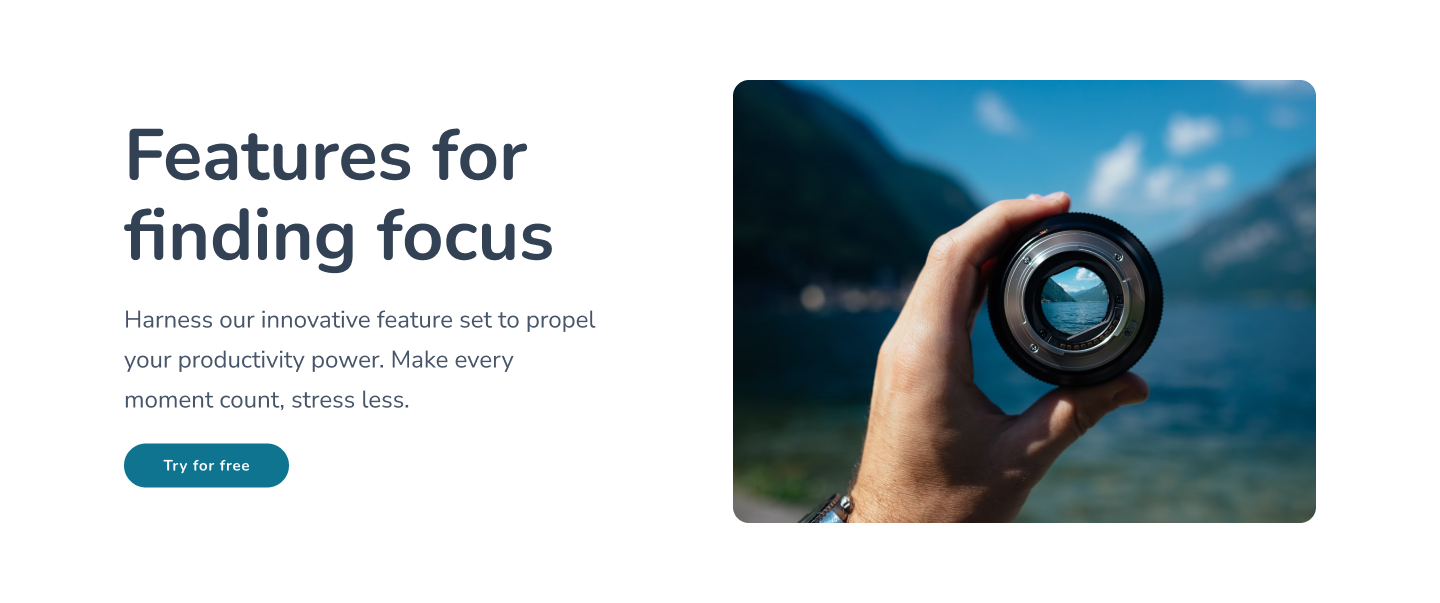 Features for
finding focus
Harness our innovative feature set to propel
your productivity power. Make every
moment count, stress less.
Try for free